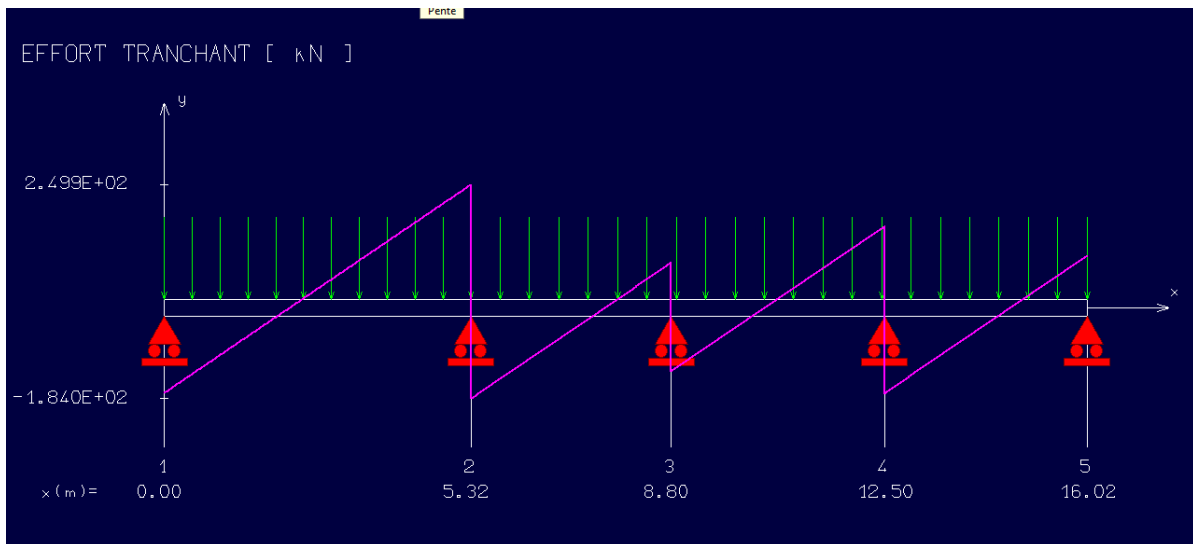 Pente
EFFORT TRANCHANT [ kN ]
y
2.499E+02
x
-1.840E+02
1 2 3 4 5
x(m)= 0.00 5.32 8.80 12.50 16.02